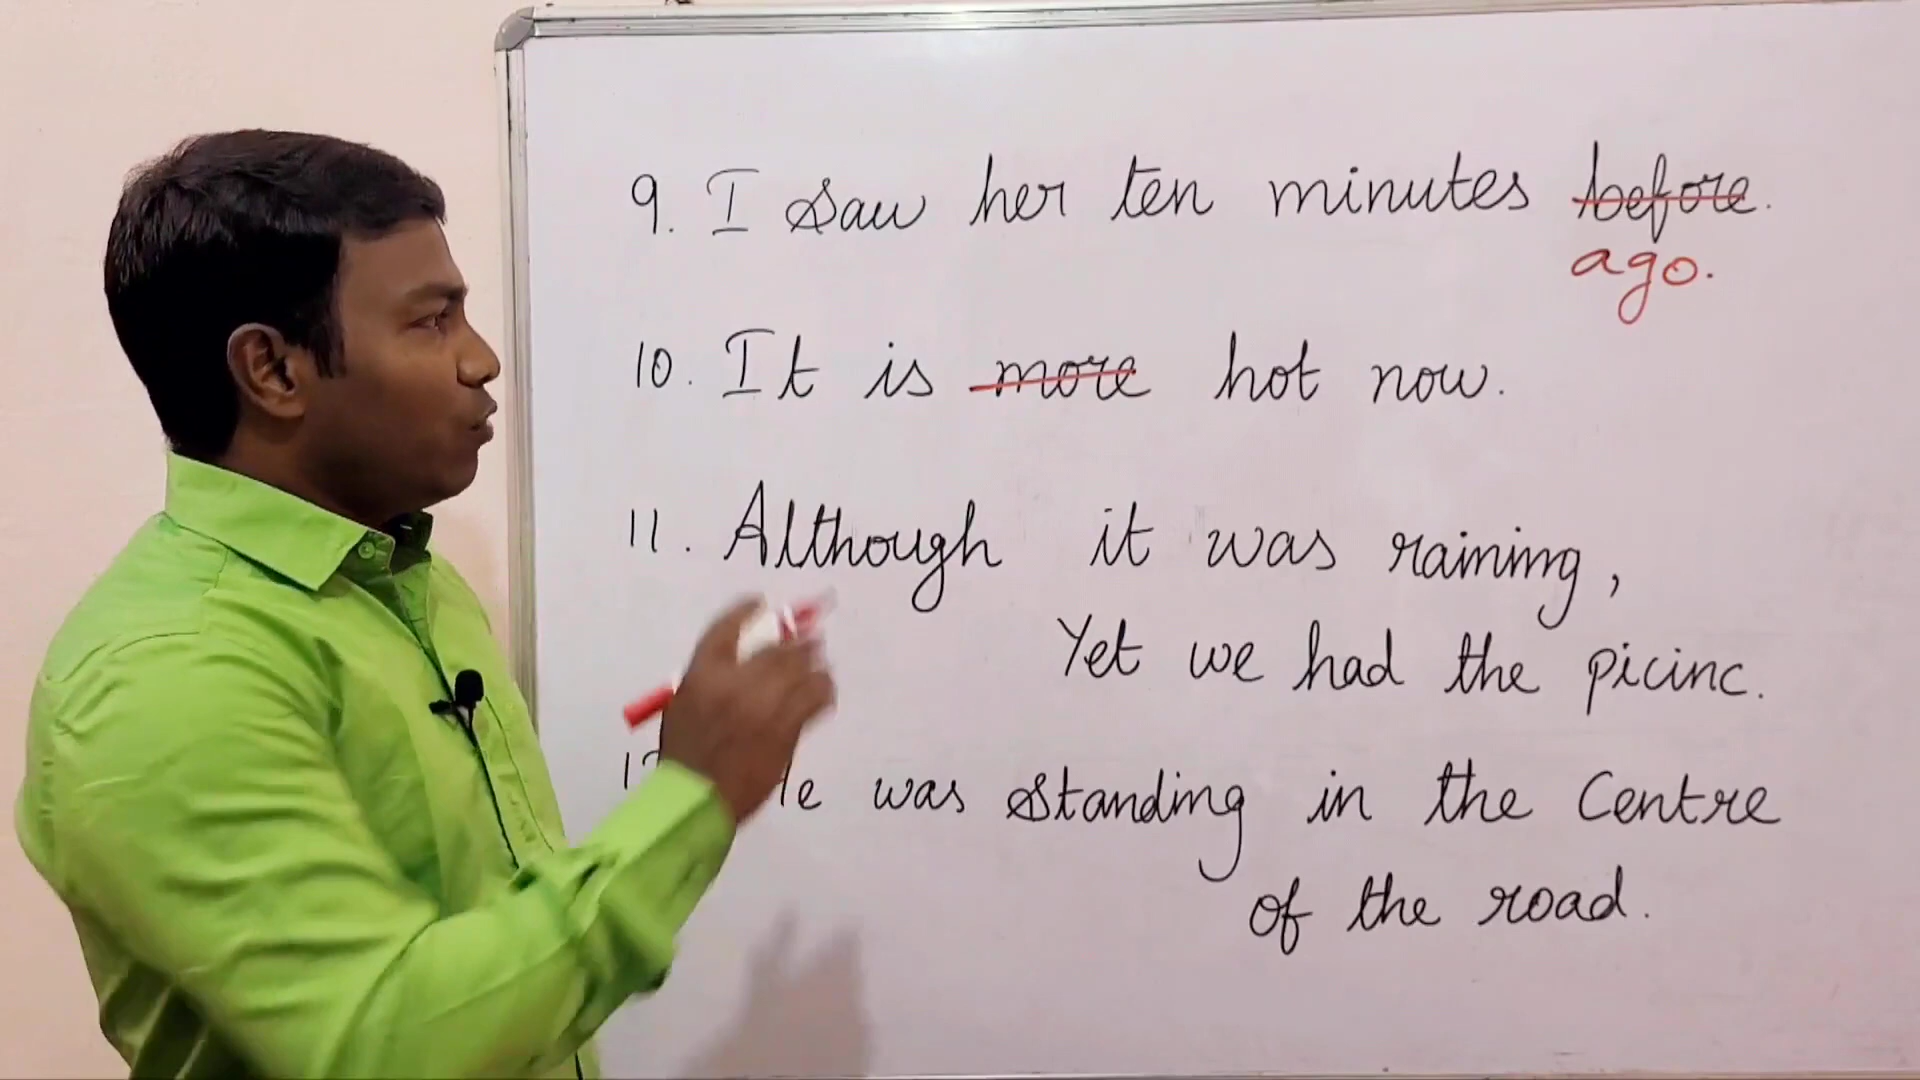 9. I saw her ten minutes before.
ago.
10. It is more hot now.
11. Although it was raining,
Yet we had the picinc.
was standing in the Centre
of the road.